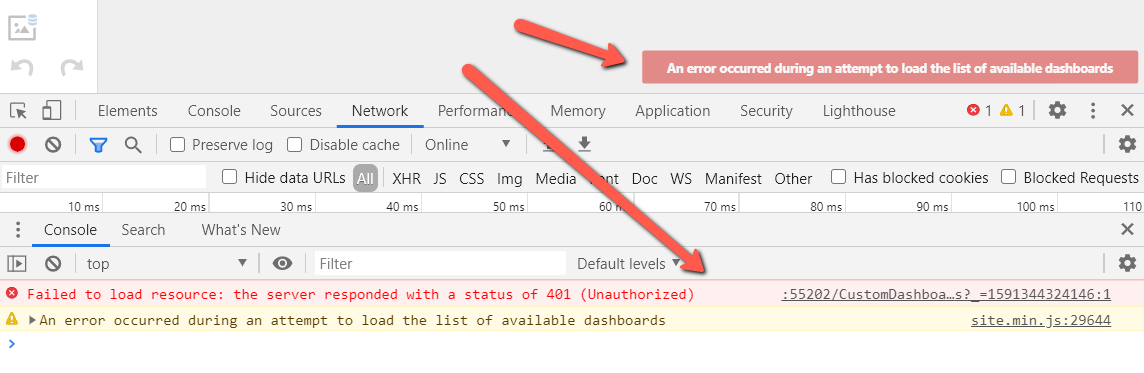 An error occurred during an attempt to load the list of available dashboards
Elements Console Sources Network Performance Memory Application Security Lighthouse 1 1
Preserve log Disable cache Online
Filter Hide data URLs All XHR JS CSS Img Media Font Doc WS Manifest Other Has blocked cookies Blocked Requests
10 ms 20 ms 30 ms 40 ms 50 ms 60 ms 70 ms 80 ms 90 ms 100 ms 110
Console Search What's New
top Filter Default levels
Failed to load resource: the server responded with a status of 401 (Unauthorized) :55202/CustomDashboa…s?_=1591344324146:1
An error occurred during an attempt to load the list of available dashboards site.min.js:29644